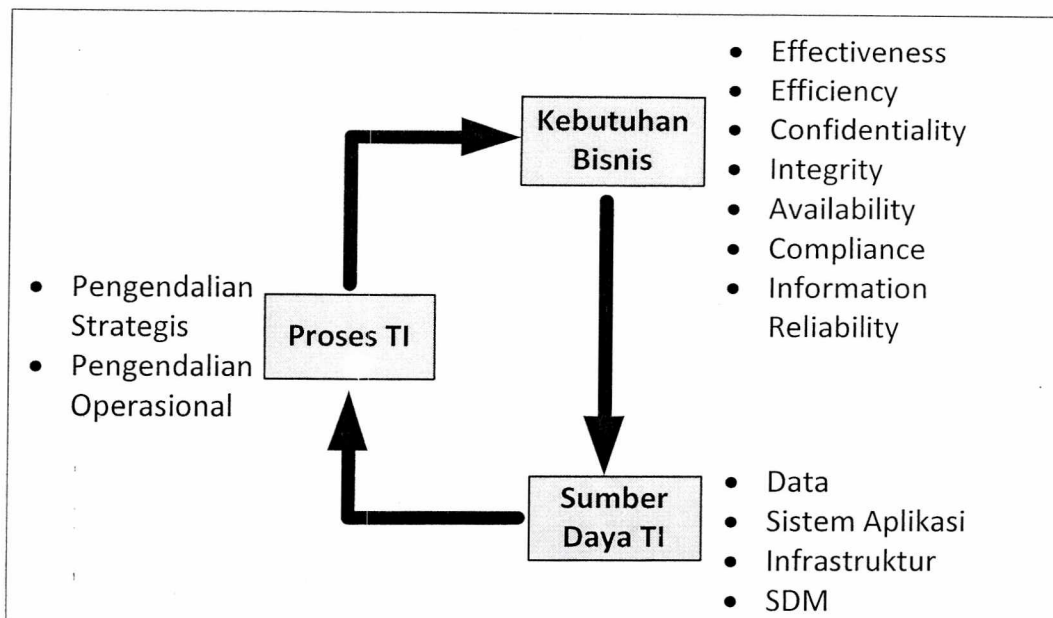 • Effectiveness
• Efficiency
• Confidentiality
• Integrity
• Availability
• Compliance
• Information
Reliability
Kebutuhan
Bisnis
• Pengendalian
Strategis
• Pengendalian
Operasional
Proses TI
Sumber
Daya TI
• Data
• Sistem Aplikasi
• Infrastruktur
• SDM